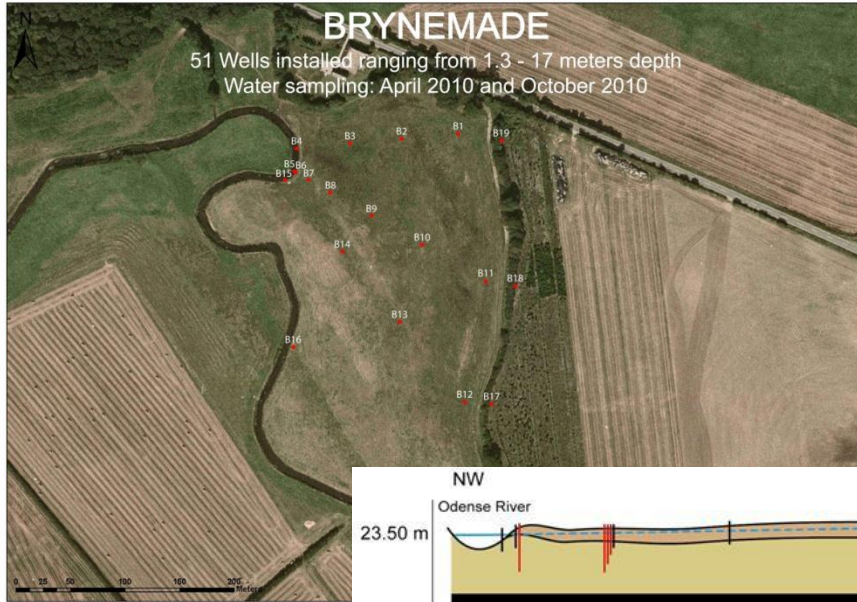 BRYNEMADE
51 Wells installed ranging from 1.3 - 17 meters depth
Water sampling: April 2010 and October 2010
N
B1
B2
B3
B4
B19
B5
B6
B15
B7
B8
B9
B10
B14
B11
B18
B13
B16
B12
B17
NW
Odense River
23.50 m
0 25 50 100 150 200
Meters